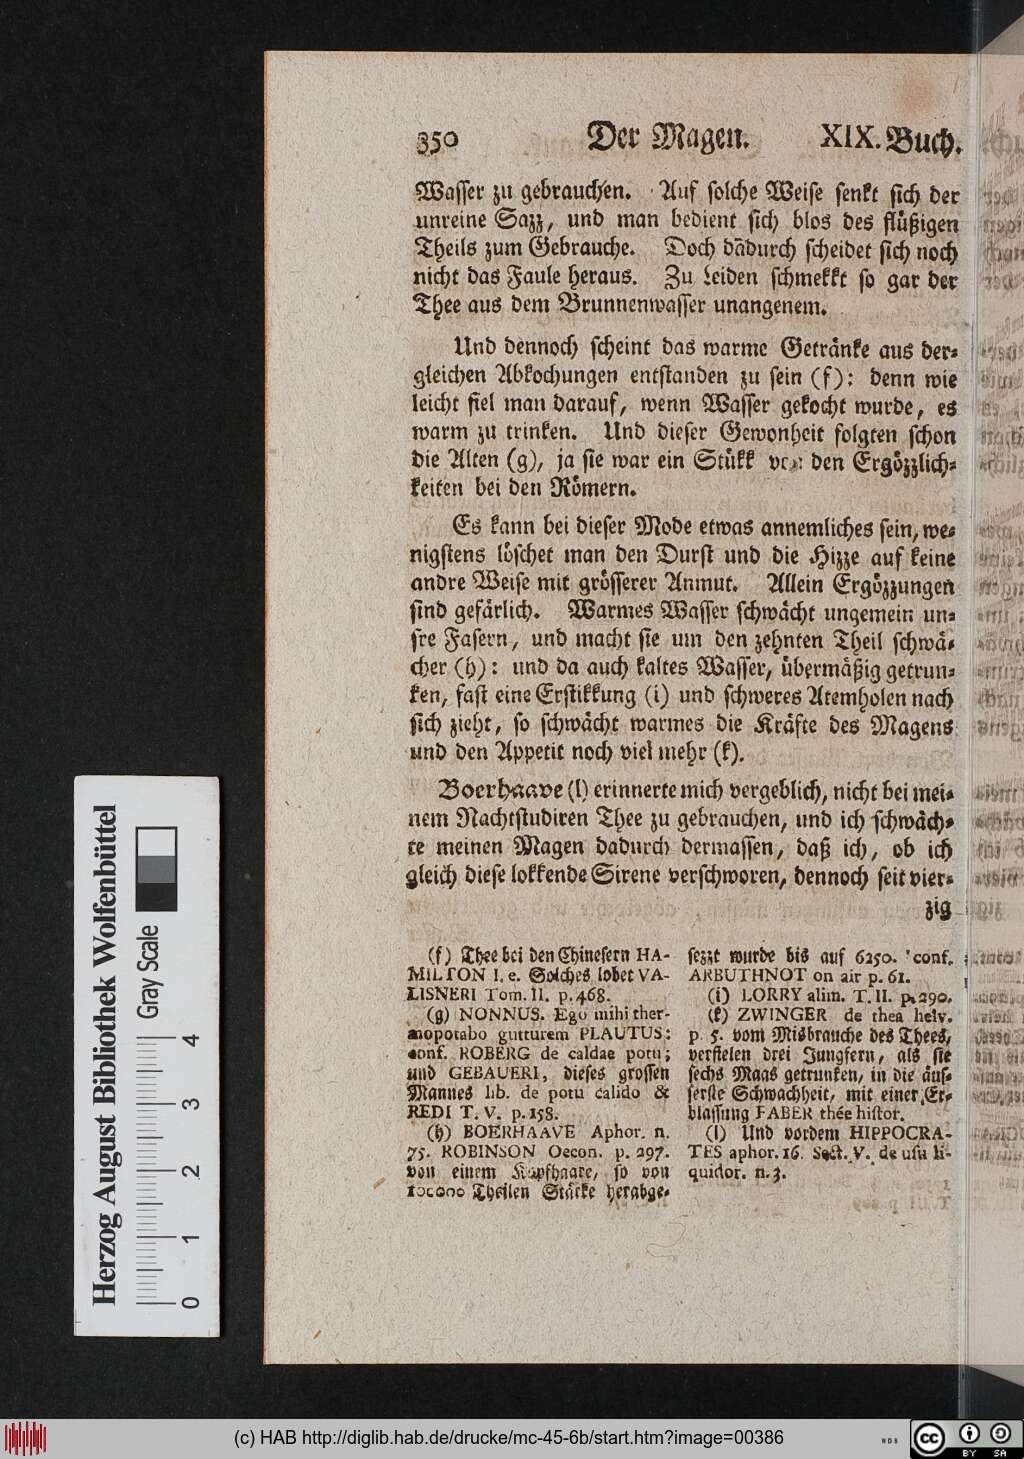 350 Der Magen. XIX. Buch.
Wasser zu gebrauchen. Auf solche Weise senkt sich der
unreine Sazz, und man bedient sich blos des flüßigen
Theils zum Gebrauche. Doch dadurch scheidet sich noch
nicht das Faule heraus. Zu Leiden schmekkt so gar der
Thee aus dem Brunnenwasser unangenem.
Und dennoch scheint das warme Getränke aus der-
gleichen Abkochungen entstanden zu sein (f): denn wie
leicht fiel man darauf, wenn Wasser gekocht wurde, es
warm zu trinken. Und dieser Gewonheit folgten schon
die Alten (g), ja sie war ein Stükk von den Ergözzlich-
keiten bei den Römern.
Es kann bei dieser Mode etwas annemliches sein, we-
nigstens löschet man den Durst und die Hizze auf keine
andre Weise mit grösserer Anmut. Allein Ergözzungen
sind gefärlich. Warmes Wasser schwächt ungemein un-
sre Fasern, und macht sie um den zehnten Theil schwä-
cher (h): und da auch kaltes Wasser, übermäßig getrun-
ken, fast eine Erstikkung (i) und schweres Atemholen nach
sich zieht, so schwächt warmes die Kräfte des Magens
und den Appetit noch viel mehr (k).
Boerhaave (l) erinnerte mich vergeblich, nicht bei mei-
nem Nachtstudiren Thee zu gebrauchen, und ich schwäch-
te meinen Magen dadurch dermassen, daß ich, ob ich
gleich diese lokkende Sirene verschworen, dennoch seit vier-
zig
(f) Thee bei den Chinesern HA-
MILTON I. e. Solches lobet VA-
LISNERI Tom. II. p. 468.
(g) NONNUS. Ego mihi ther-
mopotabo gutturem PLAUTUS:
conf. ROBERG de caldae potu;
und GEBAUERI, dieses grossen
Mannes lib. de potu calido &
REDI T. V. p. 158.
(h) BOERHAAVE Aphor. n.
75. ROBINSON Oecon. p. 297.
von einem Kopfhaare, so von
100000 Theilen Stärke herabge-
sezzt wurde bis auf 6250. conf.
ARBUTHNOT on air p. 61.
(i) LORRY alim. T. II. p. 290.
(k) ZWINGER de thea helv.
p. 5. vom Misbrauche des Thees,
verfielen drei Jungfern, als sie
sechs Maas getrunken, in die äus-
serste Schwachheit, mit einer Er-
blassung FABER thée histor.
(l) Und vordem HIPPOCRA-
TES aphor. 16. Sect. V. de usu li-
quidor. n. 3.
Herzog August Bibliothek Wolfenbüttel
Gray Scale
0 1 2 3 4
(c) HAB http://diglib.hab.de/drucke/mc-45-6b/start.htm?image=00386
WDB
cc BY SA